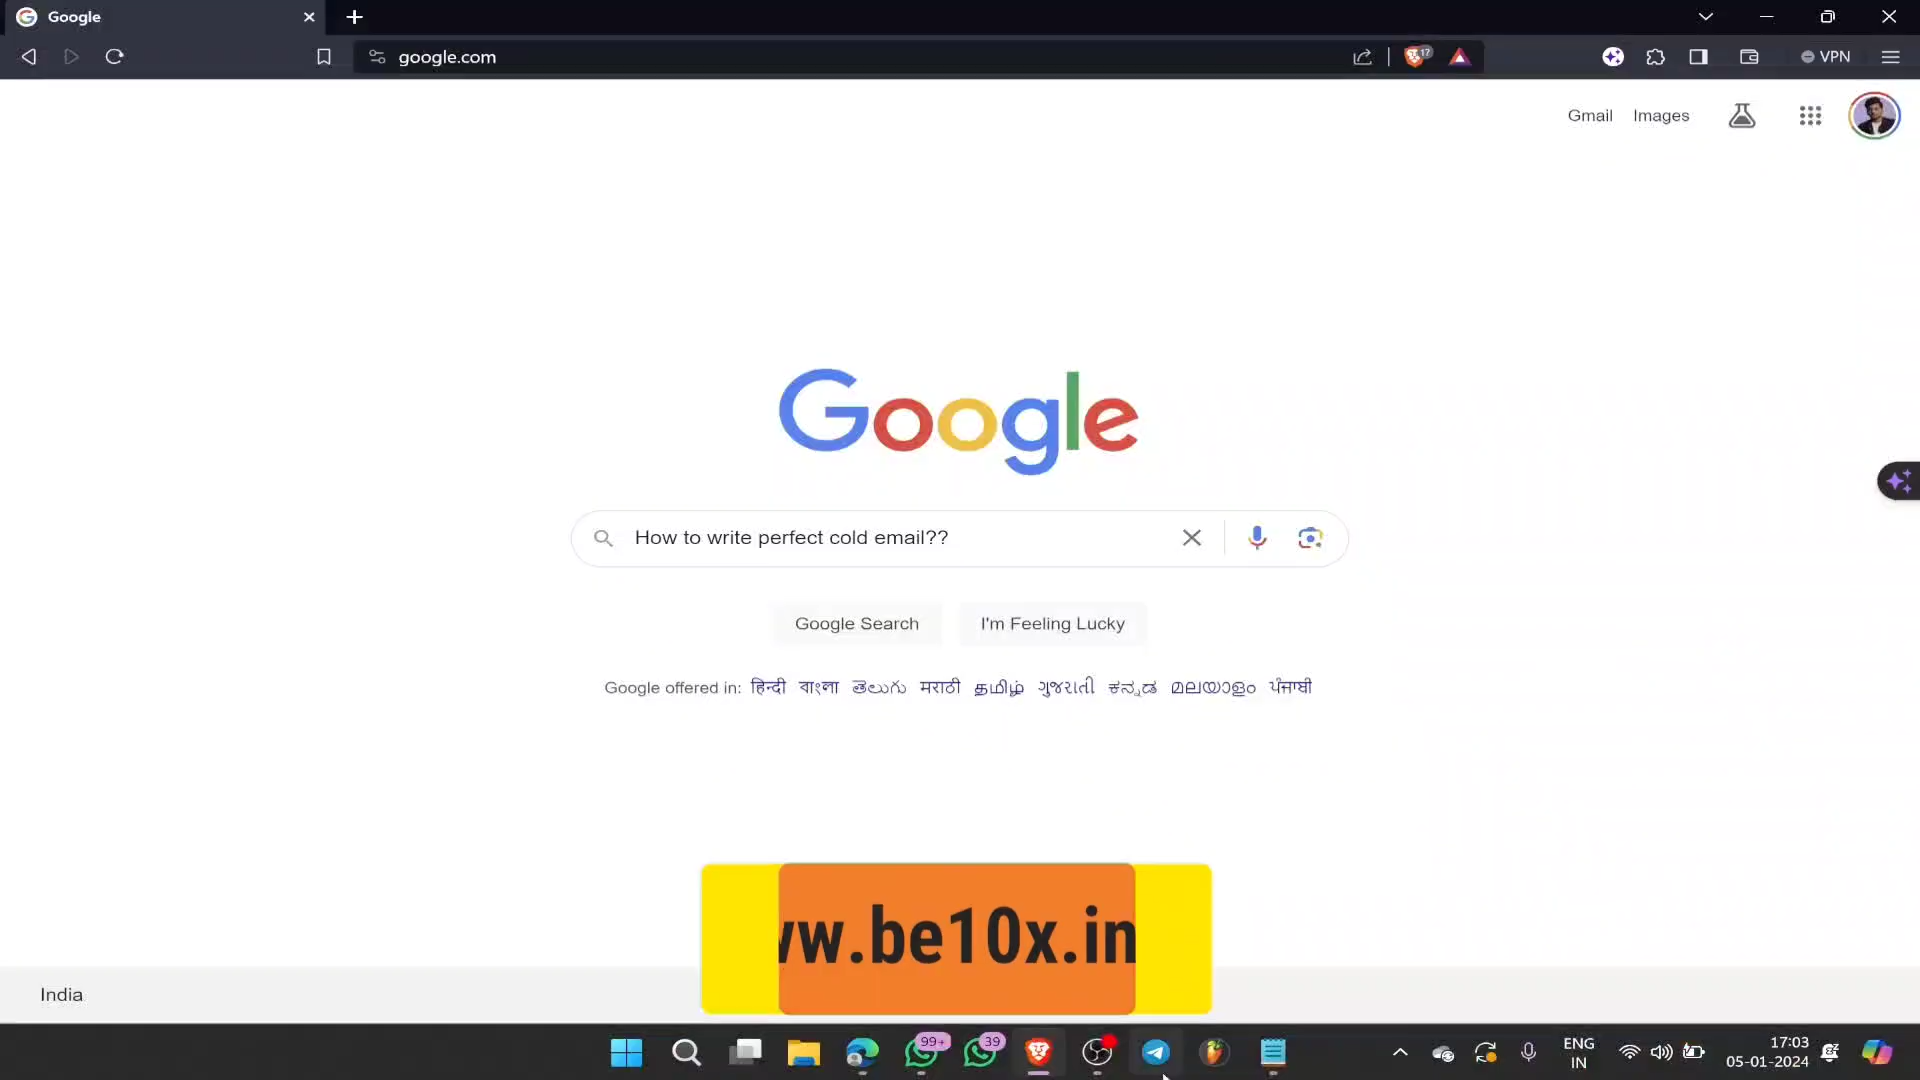 Google
google.com
17
VPN
Gmail Images
Google
How to write perfect cold email??
Google Search I'm Feeling Lucky
Google offered in: हिन्दी বাংলা తెలుగు मराठी தமிழ் ગુજરાતી ಕನ್ನಡ മലയാളം ਪੰਜਾਬੀ
ww.be10x.in
India
99+ 39
ENG
IN
17:03
05-01-2024